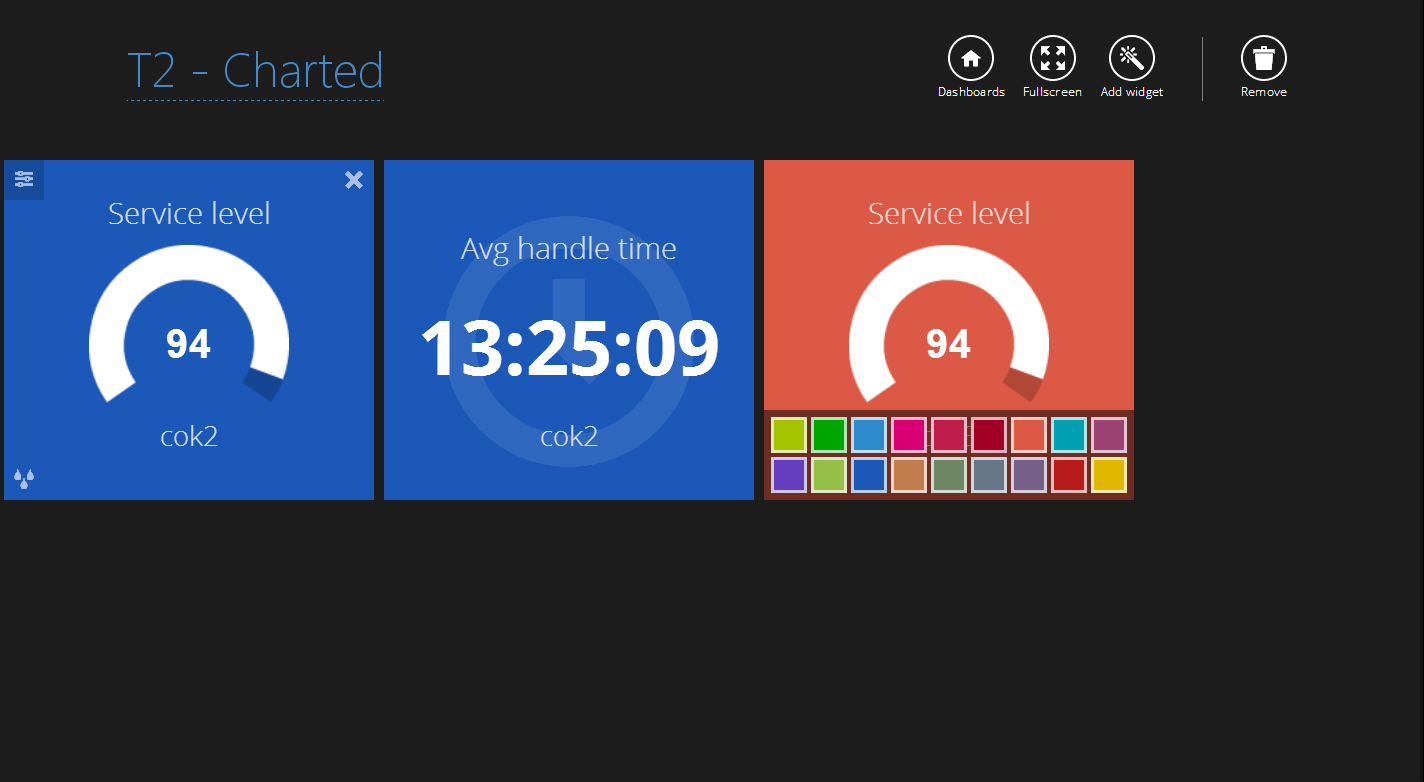 T2 - Charted
Dashboards
Fullscreen
Add widget
Remove
Service level
94
cok2
Avg handle time
13:25:09
cok2
Service level
94